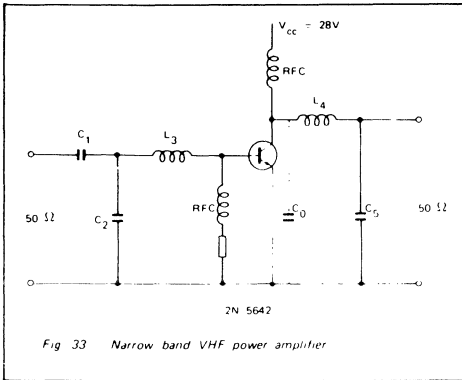 V_cc = 28V
RFC
L_4
C_1
L_3
50 Ω
C_2
RFC
C_0
C_5
50 Ω
2N 5642
Fig 33 Narrow band VHF power amplifier